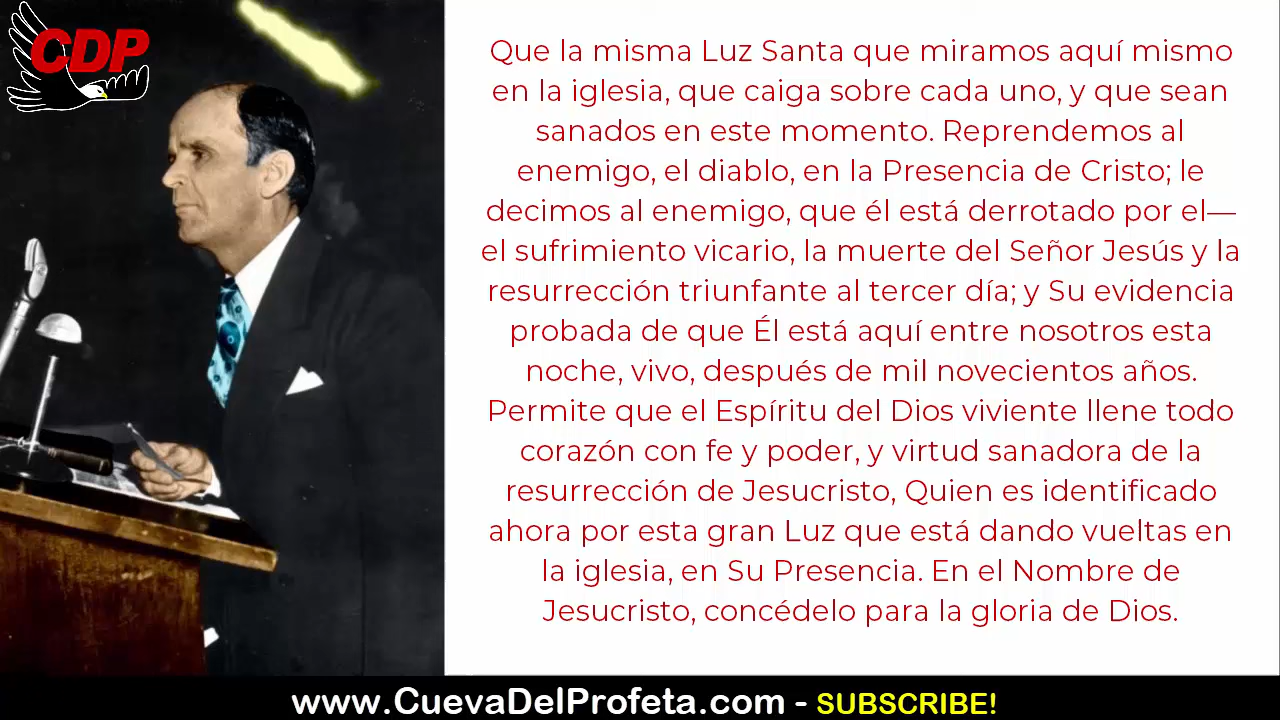 CDP
Que la misma Luz Santa que miramos aquí mismo
en la iglesia, que caiga sobre cada uno, y que sean
sanados en este momento. Reprendemos al
enemigo, el diablo, en la Presencia de Cristo; le
decimos al enemigo, que él está derrotado por el—
el sufrimiento vicario, la muerte del Señor Jesús y la
resurrección triunfante al tercer día; y Su evidencia
probada de que Él está aquí entre nosotros esta
noche, vivo, después de mil novecientos años.
Permite que el Espíritu del Dios viviente llene todo
corazón con fe y poder, y virtud sanadora de la
resurrección de Jesucristo, Quien es identificado
ahora por esta gran Luz que está dando vueltas en
la iglesia, en Su Presencia. En el Nombre de
Jesucristo, concédelo para la gloria de Dios.
www.CuevaDelProfeta.com - SUBSCRIBE!